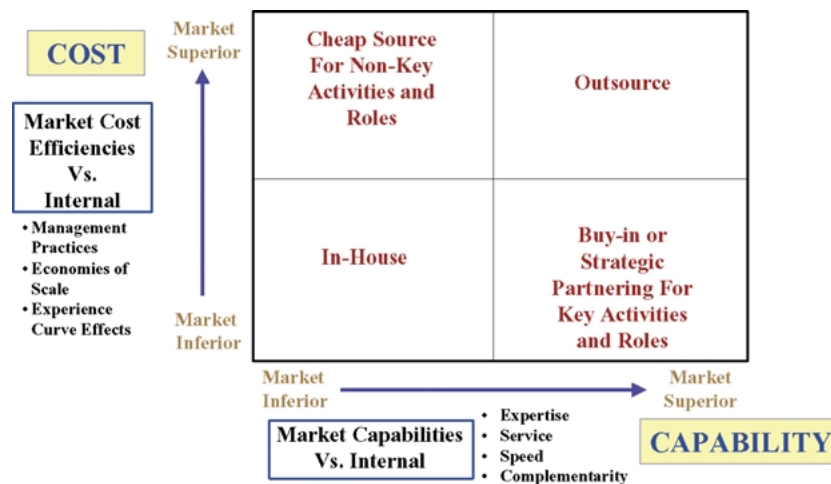 COST
Market
Superior
Market Cost
Efficiencies
Vs.
Internal
• Management
Practices
• Economies of
Scale
• Experience
Curve Effects
Market
Inferior
Cheap Source
For Non-Key
Activities and
Roles
Outsource
In-House
Buy-in or
Strategic
Partnering For
Key Activities
and Roles
Market
Inferior
Market
Superior
Market Capabilities
Vs. Internal
• Expertise
• Service
• Speed
• Complementarity
CAPABILITY